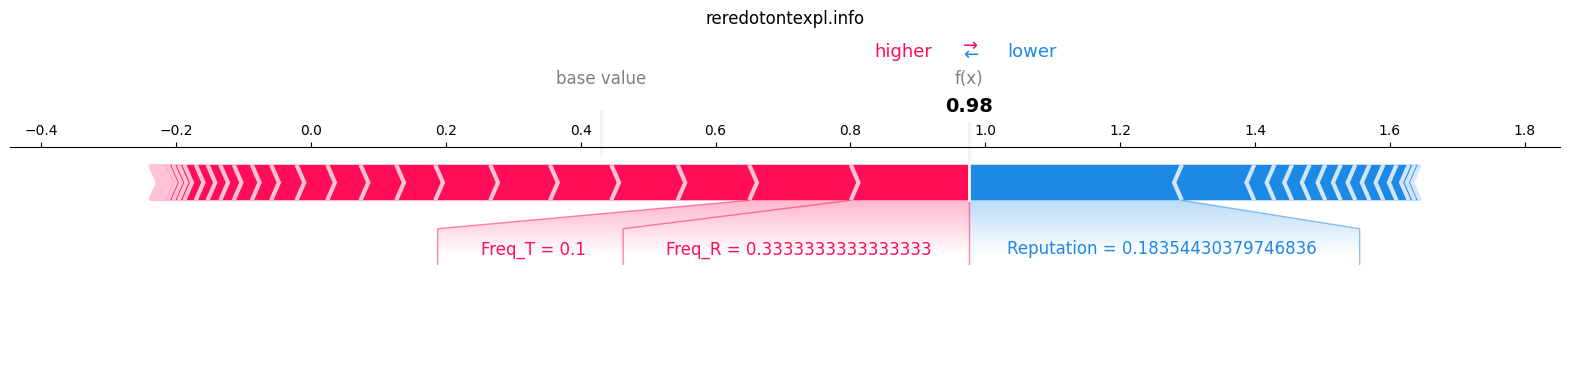 reredotontexpl.info
higher → lower
←
base value f(x)
0.98
−0.4 −0.2 0.0 0.2 0.4 0.6 0.8 1.0 1.2 1.4 1.6 1.8
Freq_T = 0.1 Freq_R = 0.3333333333333333 Reputation = 0.18354430379746836